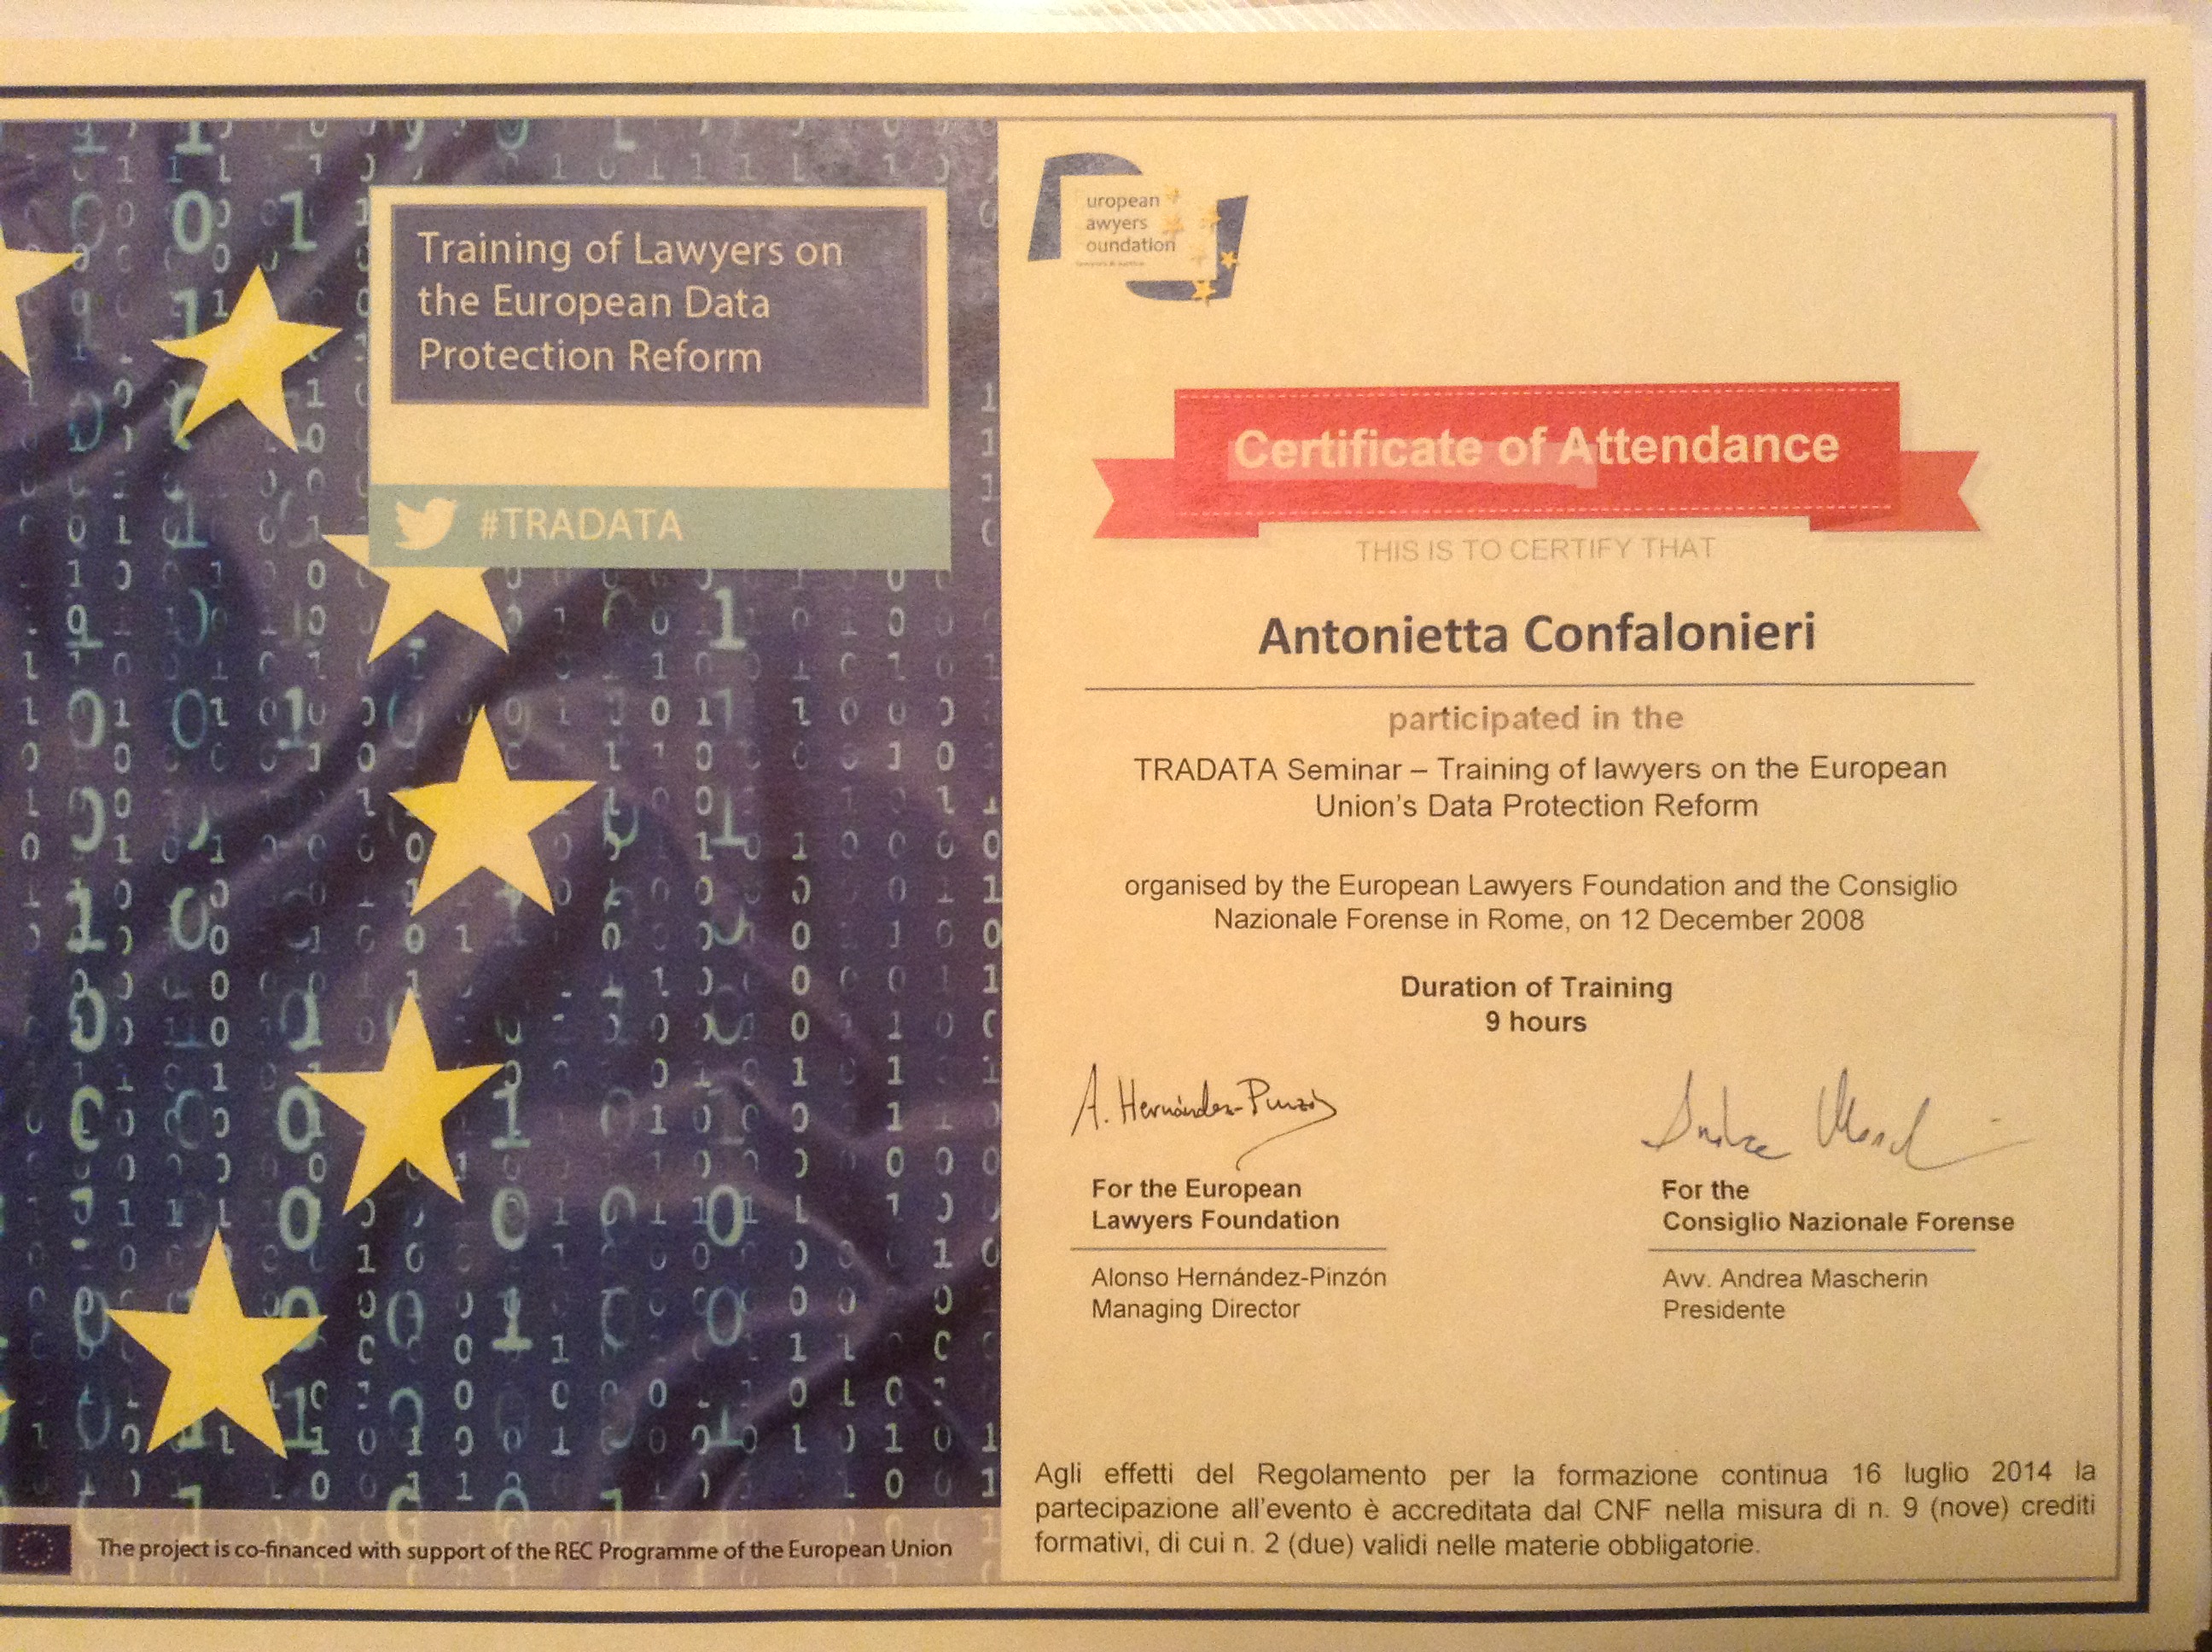 Training of Lawyers on
the European Data
Protection Reform
#TRADATA
The project is co-financed with support of the REC Programme of the European Union
uropean
awyers
oundation
Certificate of Attendance
THIS IS TO CERTIFY THAT
Antonietta Confalonieri
participated in the
TRADATA Seminar – Training of lawyers on the European
Union's Data Protection Reform
organised by the European Lawyers Foundation and the Consiglio
Nazionale Forense in Rome, on 12 December 2008
Duration of Training
9 hours
A. Hernández-Pinzón
For the European
Lawyers Foundation
Alonso Hernández-Pinzón
Managing Director
For the
Consiglio Nazionale Forense
Avv. Andrea Mascherin
Presidente
Agli effetti del Regolamento per la formazione continua 16 luglio 2014 la
partecipazione all'evento è accreditata dal CNF nella misura di n. 9 (nove) crediti
formativi, di cui n. 2 (due) validi nelle materie obbligatorie.